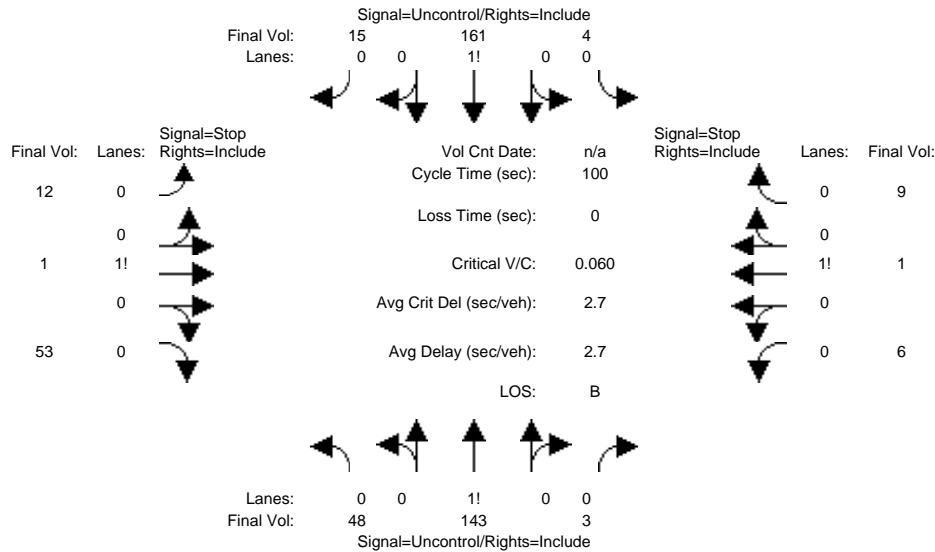 Signal=Uncontrol/Rights=Include
Final Vol: 15 161 4
Lanes: 0 0 1! 0 0
Signal=Stop Signal=Stop
Final Vol: Lanes: Rights=Include Vol Cnt Date: n/a Rights=Include Lanes: Final Vol:
Cycle Time (sec): 100
12 0 0 9
Loss Time (sec): 0
0 0
1 1! Critical V/C: 0.060 1! 1
0 Avg Crit Del (sec/veh): 2.7 0
53 0 Avg Delay (sec/veh): 2.7 0 6
LOS: B
Lanes: 0 0 1! 0 0
Final Vol: 48 143 3
Signal=Uncontrol/Rights=Include